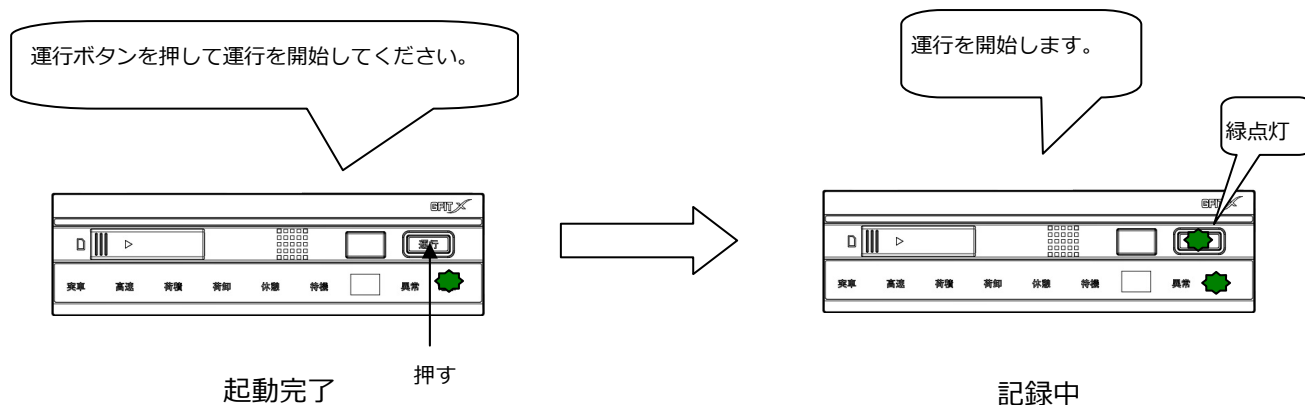 運行ボタンを押して運行を開始してください。
運行を開始します。
緑点灯
GFIT X
運行
実車 高速 荷積 荷卸 休憩 待機 異常
押す
起動完了
実車 高速 荷積 荷卸 休憩 待機 異常
記録中